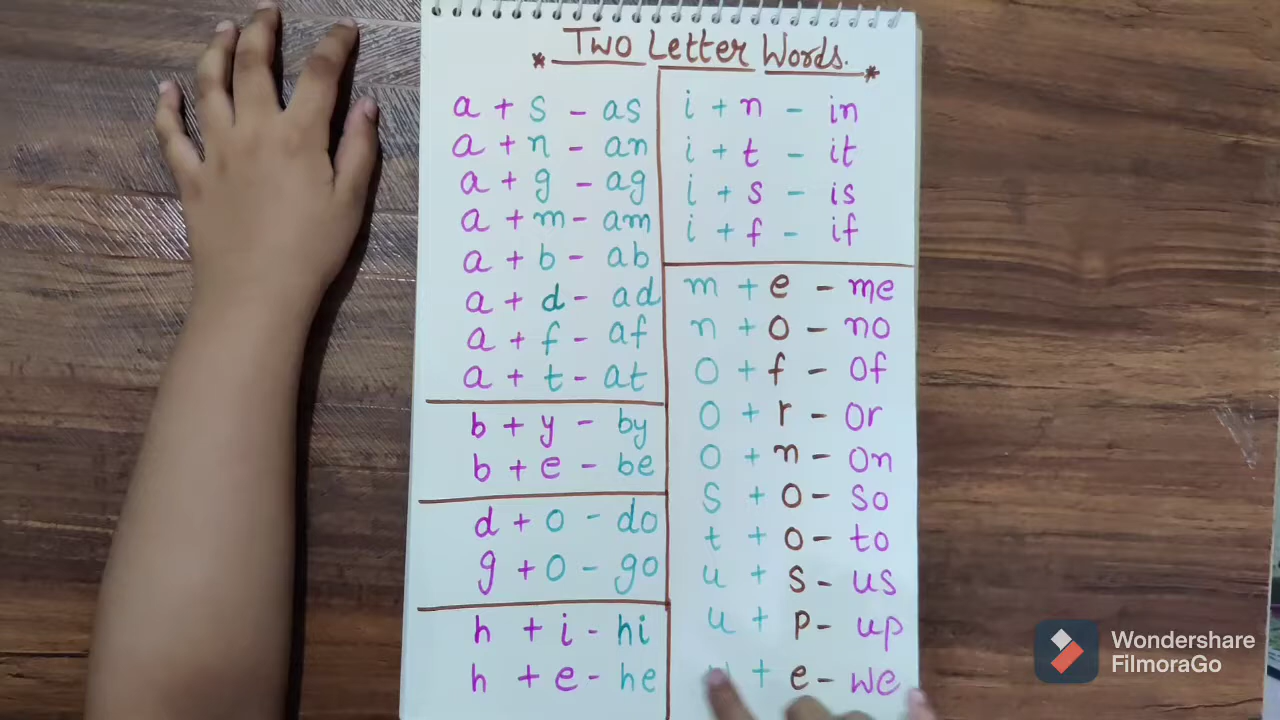 Two Letter Words.
a + s - as
a + n - an
a + g - ag
a + m - am
a + b - ab
a + d - ad
a + f - af
a + t - at
b + y - by
b + e - be
d + o - do
g + o - go
h + i - hi
h + e - he
i + n - in
i + t - it
i + s - is
i + f - if
m + e - me
n + o - no
o + f - of
o + r - or
o + n - on
s + o - so
t + o - to
u + s - us
u + p - up
+ e - we
Wondershare
FilmoraGo